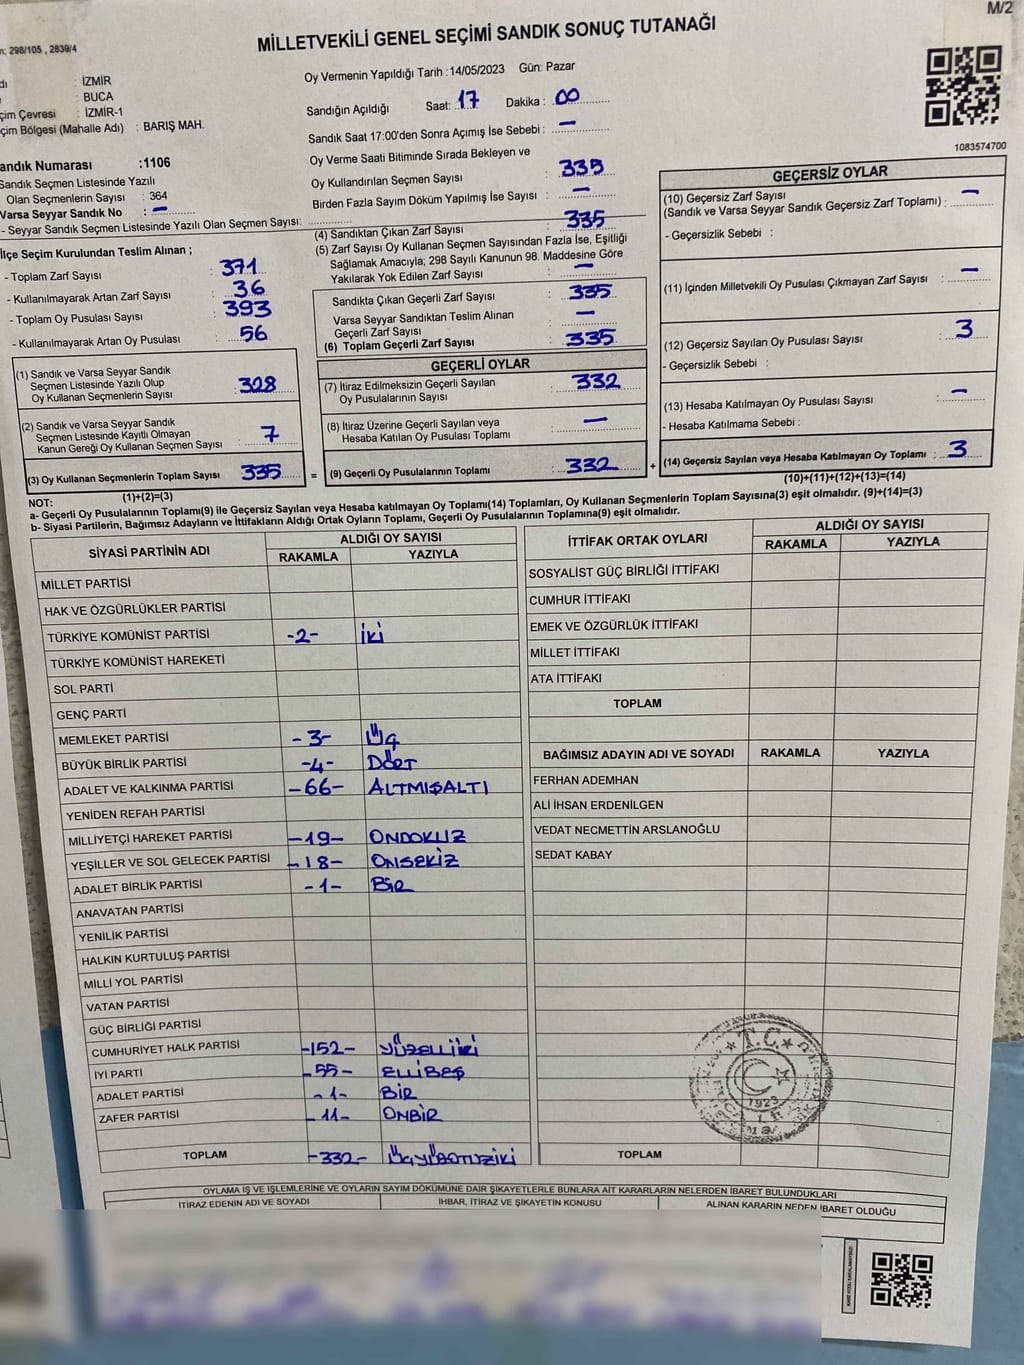 M/2
n: 298/105 , 2839/4
MİLLETVEKİLİ GENEL SEÇİMİ SANDIK SONUÇ TUTANAĞI
dı : İZMİR
: BUCA
çim Çevresi : İZMİR-1
çim Bölgesi (Mahalle Adı) : BARIŞ MAH.
andık Numarası :1106
Sandık Seçmen Listesinde Yazılı
Olan Seçmenlerin Sayısı : 364
Varsa Seyyar Sandık No : —
- Seyyar Sandık Seçmen Listesinde Yazılı Olan Seçmen Sayısı:
Oy Vermenin Yapıldığı Tarih :14/05/2023 Gün: Pazar
Sandığın Açıldığı Saat: 17 Dakika : 00
Sandık Saat 17:00'den Sonra Açımış İse Sebebi : —
Oy Verme Saati Bitiminde Sırada Bekleyen ve
Oy Kullandırılan Seçmen Sayısı : 335
Birden Fazla Sayım Döküm Yapılmış İse Sayısı : —
1083574700
İlçe Seçim Kurulundan Teslim Alınan ;
- Toplam Zarf Sayısı : 371
- Kullanılmayarak Artan Zarf Sayısı : 36
- Toplam Oy Pusulası Sayısı : 393
- Kullanılmayarak Artan Oy Pusulası : 56
(4) Sandıktan Çıkan Zarf Sayısı : 335
(5) Zarf Sayısı Oy Kullanan Seçmen Sayısından Fazla İse, Eşitliği
Sağlamak Amacıyla; 298 Sayılı Kanunun 98. Maddesine Göre
Yakılarak Yok Edilen Zarf Sayısı : —
Sandıkta Çıkan Geçerli Zarf Sayısı : 335
Varsa Seyyar Sandıktan Teslim Alınan
Geçerli Zarf Sayısı : —
(6) Toplam Geçerli Zarf Sayısı : 335
GEÇERSİZ OYLAR
(10) Geçersiz Zarf Sayısı
(Sandık ve Varsa Seyyar Sandık Geçersiz Zarf Toplamı) : —
- Geçersizlik Sebebi :
(11) İçinden Milletvekili Oy Pusulası Çıkmayan Zarf Sayısı : —
(12) Geçersiz Sayılan Oy Pusulası Sayısı : 3
- Geçersizlik Sebebi :
(13) Hesaba Katılmayan Oy Pusulası Sayısı : —
- Hesaba Katılmama Sebebi :
(14) Geçersiz Sayılan veya Hesaba Katılmayan Oy Toplamı : 3
(10)+(11)+(12)+(13)=(14)
(1) Sandık ve Varsa Seyyar Sandık
Seçmen Listesinde Yazılı Olup
Oy Kullanan Seçmenlerin Sayısı : 328
(2) Sandık ve Varsa Seyyar Sandık
Seçmen Listesinde Kayıtlı Olmayan
Kanun Gereği Oy Kullanan Seçmen Sayısı : 7
(3) Oy Kullanan Seçmenlerin Toplam Sayısı : 335 =
(1)+(2)=(3)
GEÇERLİ OYLAR
(7) İtiraz Edilmeksizin Geçerli Sayılan
Oy Pusulalarının Sayısı : 332
(8) İtiraz Üzerine Geçerli Sayılan veya
Hesaba Katılan Oy Pusulası Toplamı : —
(9) Geçerli Oy Pusulalarının Toplamı : 332 +
NOT:
a- Geçerli Oy Pusulalarının Toplamı(9) ile Geçersiz Sayılan veya Hesaba katılmayan Oy Toplamı(14) Toplamları, Oy Kullanan Seçmenlerin Toplam Sayısına(3) eşit olmalıdır. (9)+(14)=(3)
b- Siyasi Partilerin, Bağımsız Adayların ve İttifakların Aldığı Ortak Oyların Toplamı, Geçerli Oy Pusulalarının Toplamına(9) eşit olmalıdır.
SİYASİ PARTİNİN ADI
ALDIĞI OY SAYISI
RAKAMLA YAZIYLA
MİLLET PARTİSİ
HAK VE ÖZGÜRLÜKLER PARTİSİ
TÜRKİYE KOMÜNİST PARTİSİ -2- İKİ
TÜRKİYE KOMÜNİST HAREKETİ
SOL PARTİ
GENÇ PARTİ
MEMLEKET PARTİSİ -3- Üç
BÜYÜK BİRLİK PARTİSİ -4- DÖRT
ADALET VE KALKINMA PARTİSİ -66- ALTMIŞALTI
YENİDEN REFAH PARTİSİ
MİLLİYETÇİ HAREKET PARTİSİ -19- ONDOKUZ
YEŞİLLER VE SOL GELECEK PARTİSİ -18- ONSEKİZ
ADALET BİRLİK PARTİSİ -1- BİR
ANAVATAN PARTİSİ
YENİLİK PARTİSİ
HALKIN KURTULUŞ PARTİSİ
MİLLİ YOL PARTİSİ
VATAN PARTİSİ
GÜÇ BİRLİĞİ PARTİSİ
CUMHURİYET HALK PARTİSİ -152- YÜZELLİİKİ
İYİ PARTİ -55- ELLİBEŞ
ADALET PARTİSİ -1- BİR
ZAFER PARTİSİ -11- ONBİR
TOPLAM -332- ÜÇYÜZOTUZİKİ
İTTİFAK ORTAK OYLARI
ALDIĞI OY SAYISI
RAKAMLA YAZIYLA
SOSYALİST GÜÇ BİRLİĞİ İTTİFAKI
CUMHUR İTTİFAKI
EMEK VE ÖZGÜRLÜK İTTİFAKI
MİLLET İTTİFAKI
ATA İTTİFAKI
TOPLAM
BAĞIMSIZ ADAYIN ADI VE SOYADI RAKAMLA YAZIYLA
FERHAN ADEMHAN
ALİ İHSAN ERDENİLGEN
VEDAT NECMETTİN ARSLANOĞLU
SEDAT KABAY
T.C.
1923
TOPLAM
OYLAMA İŞ VE İŞLEMLERİNE VE OYLARIN SAYIM DÖKÜMÜNE DAİR ŞİKAYETLERLE BUNLARA AİT KARARLARIN NELERDEN İBARET BULUNDUKLARI
İTİRAZ EDENİN ADI VE SOYADI İHBAR, İTİRAZ VE ŞİKAYETİN KONUSU ALINAN KARARIN NEDEN İBARET OLDUĞU